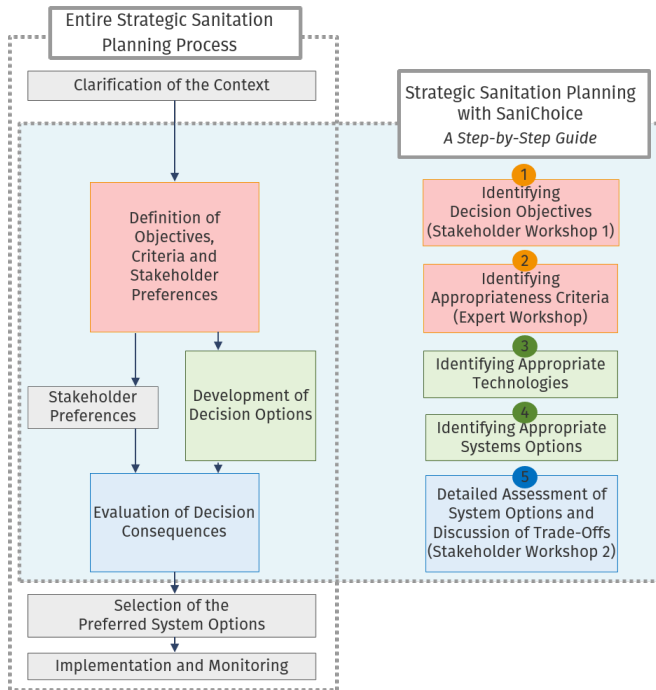 Entire Strategic Sanitation
Planning Process
Clarification of the Context
Definition of
Objectives,
Criteria and
Stakeholder
Preferences
Stakeholder
Preferences
Development of
Decision Options
Evaluation of Decision
Consequences
Selection of the
Preferred System Options
Implementation and Monitoring
Strategic Sanitation Planning
with SaniChoice
A Step-by-Step Guide
1
Identifying
Decision Objectives
(Stakeholder Workshop 1)
2
Identifying
Appropriateness Criteria
(Expert Workshop)
3
Identifying Appropriate
Technologies
4
Identifying Appropriate
Systems Options
5
Detailed Assessment of
System Options and
Discussion of Trade-Offs
(Stakeholder Workshop 2)